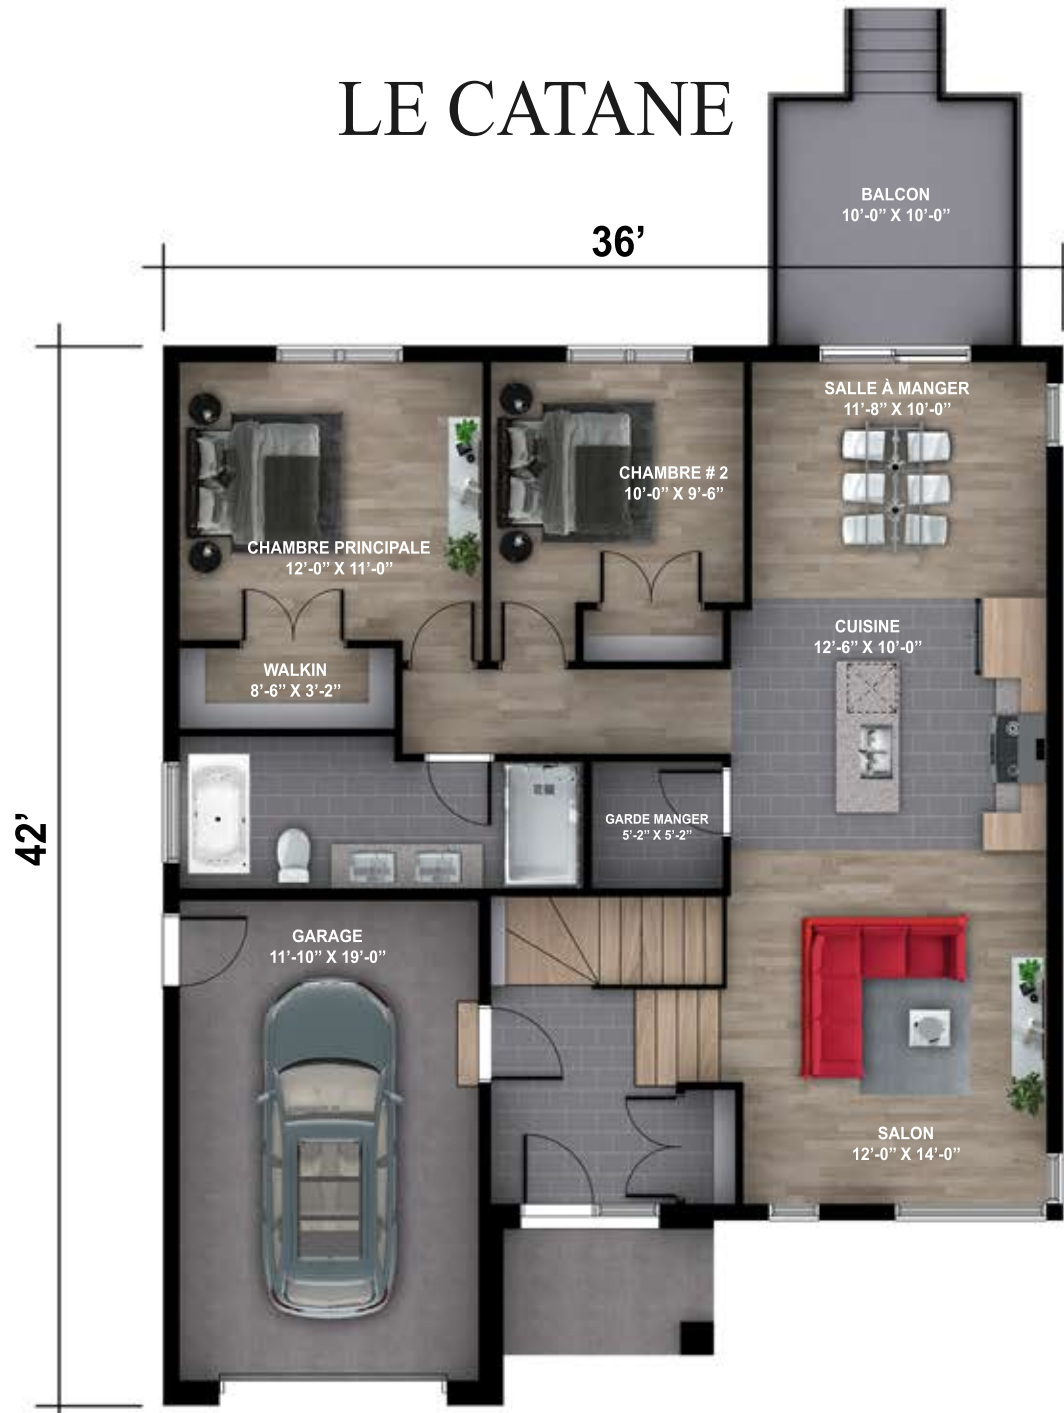 LE CATANE
BALCON
10’-0” X 10’-0”
36’
SALLE À MANGER
11’-8” X 10’-0”
CHAMBRE # 2
10’-0” X 9’-6”
CHAMBRE PRINCIPALE
12’-0” X 11’-0”
CUISINE
12’-6” X 10’-0”
WALKIN
8’-6” X 3’-2”
42’
GARDE MANGER
5’-2” X 5’-2”
GARAGE
11’-10” X 19’-0”
SALON
12’-0” X 14’-0”